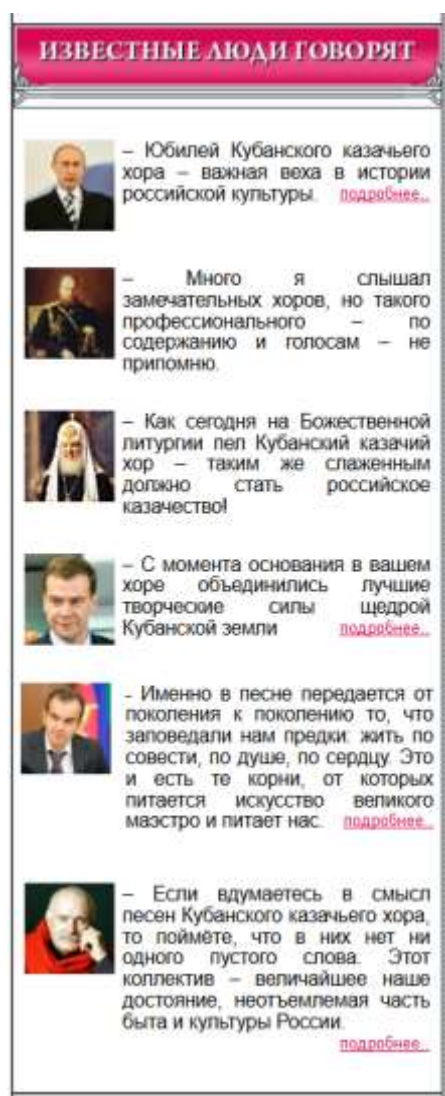 ИЗВЕСТНЫЕ ЛЮДИ ГОВОРЯТ
– Юбилей Кубанского казачьего
хора – важная веха в истории
российской культуры. подробнее...
– Много я слышал
замечательных хоров, но такого
профессионального – по
содержанию и голосам – не
припомню.
– Как сегодня на Божественной
литургии пел Кубанский казачий
хор – таким же слаженным
должно стать российское
казачество!
– С момента основания в вашем
хоре объединились лучшие
творческие силы щедрой
Кубанской земли подробнее...
- Именно в песне передается от
поколения к поколению то, что
заповедали нам предки: жить по
совести, по душе, по сердцу. Это
и есть те корни, от которых
питается искусство великого
маэстро и питает нас. подробнее...
– Если вдумаетесь в смысл
песен Кубанского казачьего хора,
то поймёте, что в них нет ни
одного пустого слова. Этот
коллектив – величайшее наше
достояние, неотъемлемая часть
быта и культуры России.
подробнее...